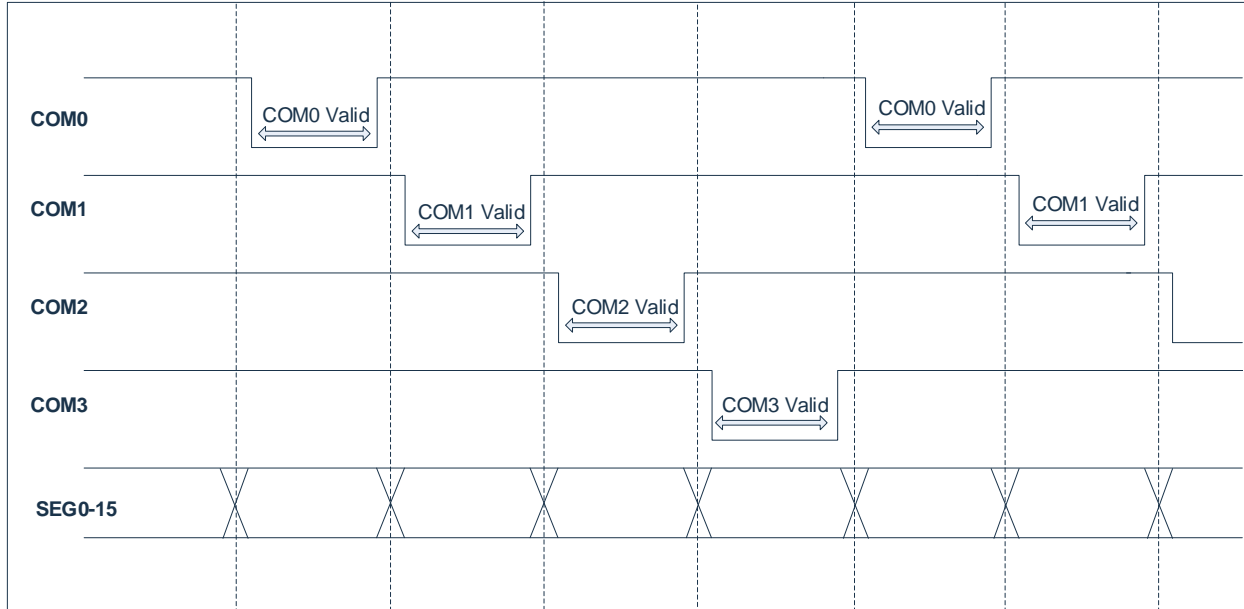 COM0
COM0 Valid
COM0 Valid
COM1
COM1 Valid
COM1 Valid
COM2
COM2 Valid
COM3
COM3 Valid
SEG0-15